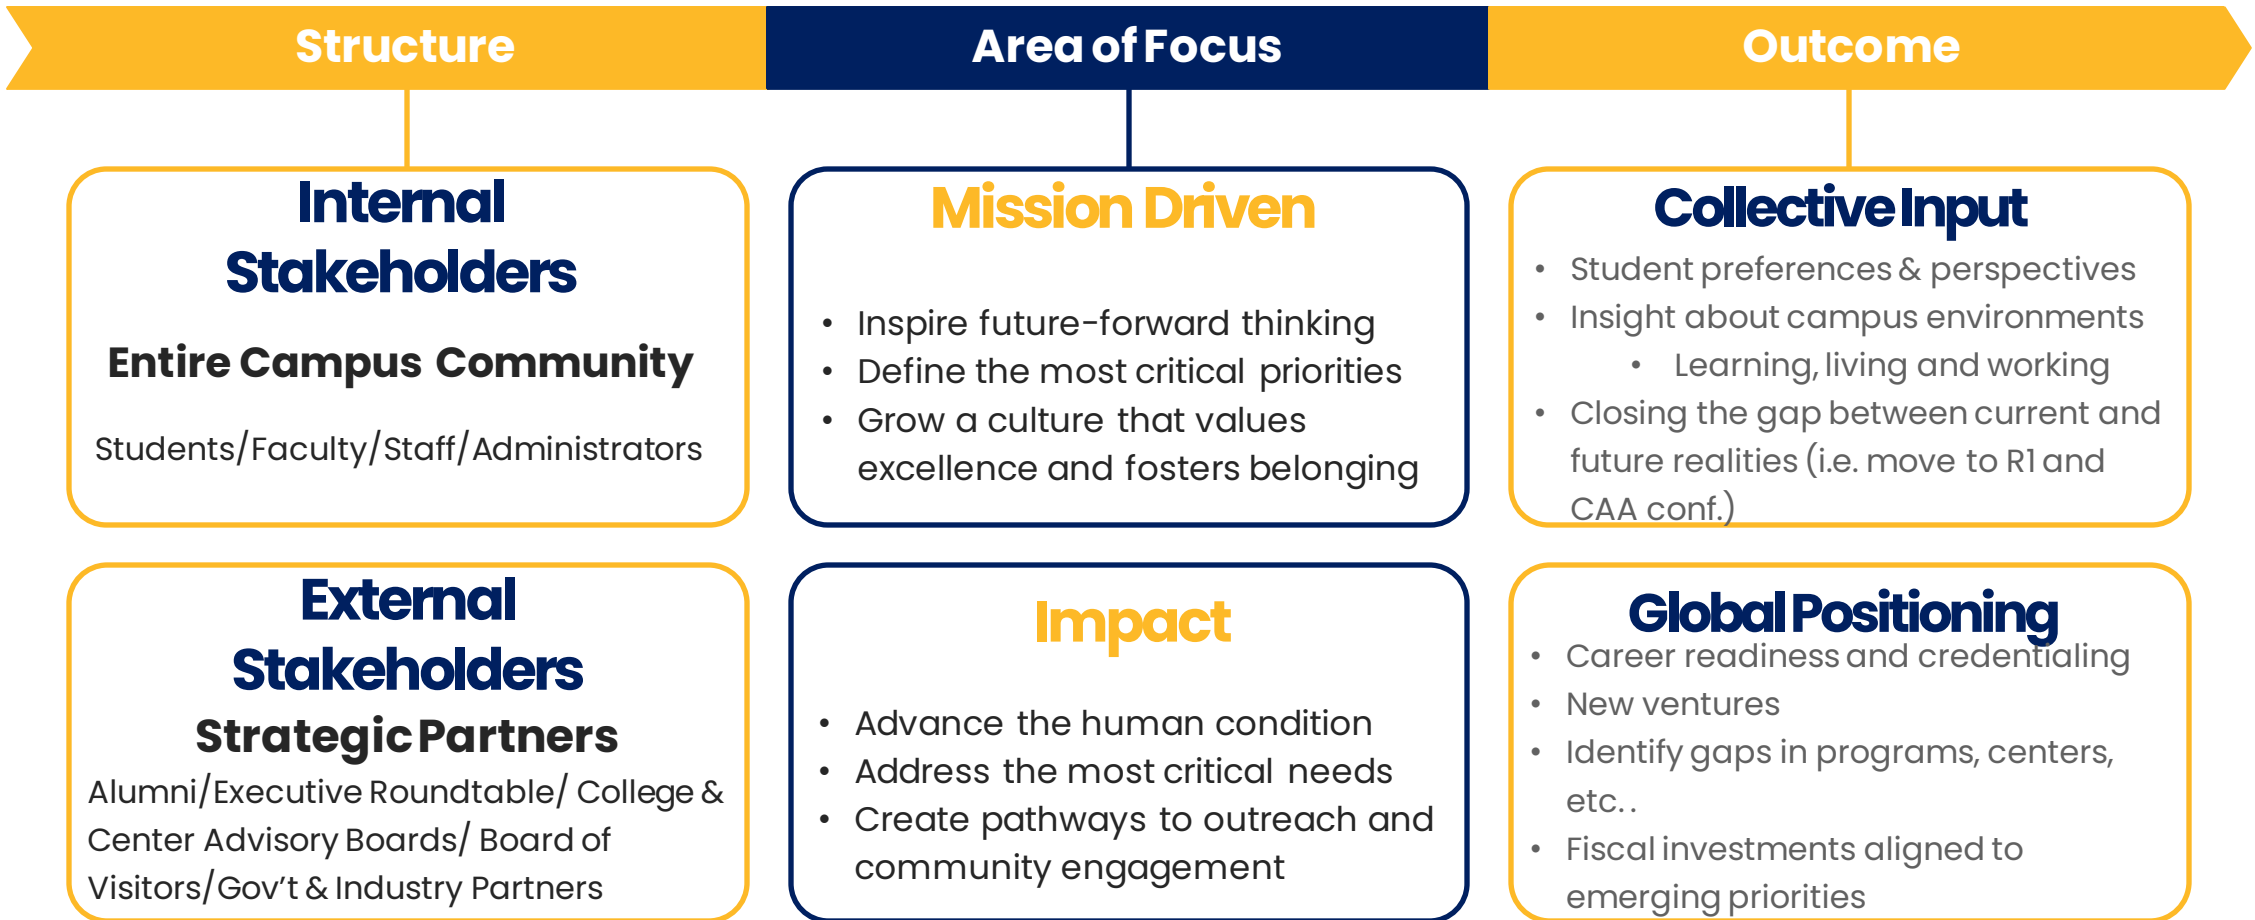 Structure
Area of Focus
Outcome
Internal
Stakeholders
Entire Campus Community
Students/Faculty/Staff/Administrators
Mission Driven
• Inspire future-forward thinking
• Define the most critical priorities
• Grow a culture that values
excellence and fosters belonging
Collective Input
• Student preferences & perspectives
• Insight about campus environments
• Learning, living and working
• Closing the gap between current and
future realities (i.e. move to R1 and
CAA conf.)
External
Stakeholders
Strategic Partners
Alumni/Executive Roundtable/ College &
Center Advisory Boards/ Board of
Visitors/Gov’t & Industry Partners
Impact
• Advance the human condition
• Address the most critical needs
• Create pathways to outreach and
community engagement
Global Positioning
• Career readiness and credentialing
• New ventures
• Identify gaps in programs, centers,
etc. .
• Fiscal investments aligned to
emerging priorities